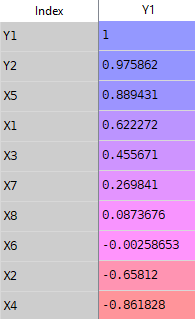 Index Y1
Y1 1
Y2 0.975862
X5 0.889431
X1 0.622272
X3 0.455671
X7 0.269841
X8 0.0873676
X6 -0.00258653
X2 -0.65812
X4 -0.861828